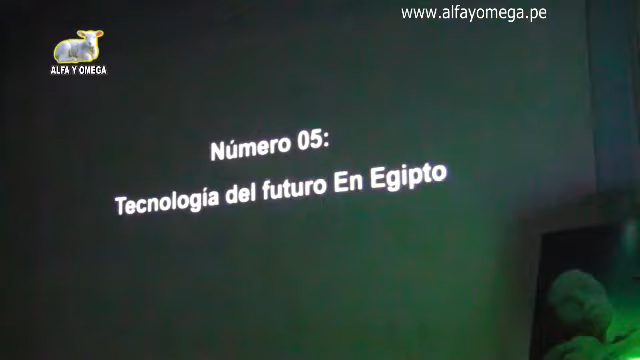 www.alfayomega.pe
ALFA Y OMEGA
Número 05:
Tecnología del futuro En Egipto